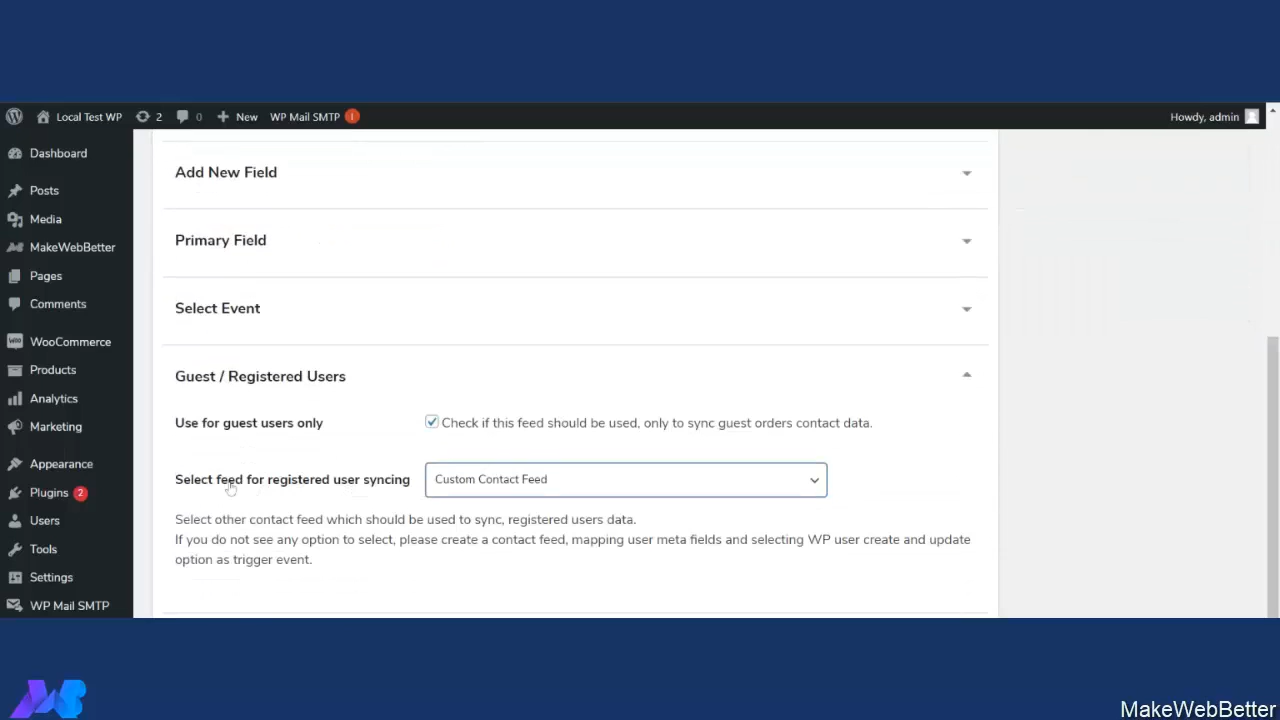 Local Test WP 2 0 New WP Mail SMTP Howdy, admin
Dashboard
Posts
Media
MakeWebBetter
Pages
Comments
WooCommerce
Products
Analytics
Marketing
Appearance
Plugins 2
Users
Tools
Settings
WP Mail SMTP
Add New Field
Primary Field
Select Event
Guest / Registered Users
Use for guest users only Check if this feed should be used, only to sync guest orders contact data.
Select feed for registered user syncing Custom Contact Feed
Select other contact feed which should be used to sync, registered users data.
If you do not see any option to select, please create a contact feed, mapping user meta fields and selecting WP user create and update
option as trigger event.
MakeWebBetter